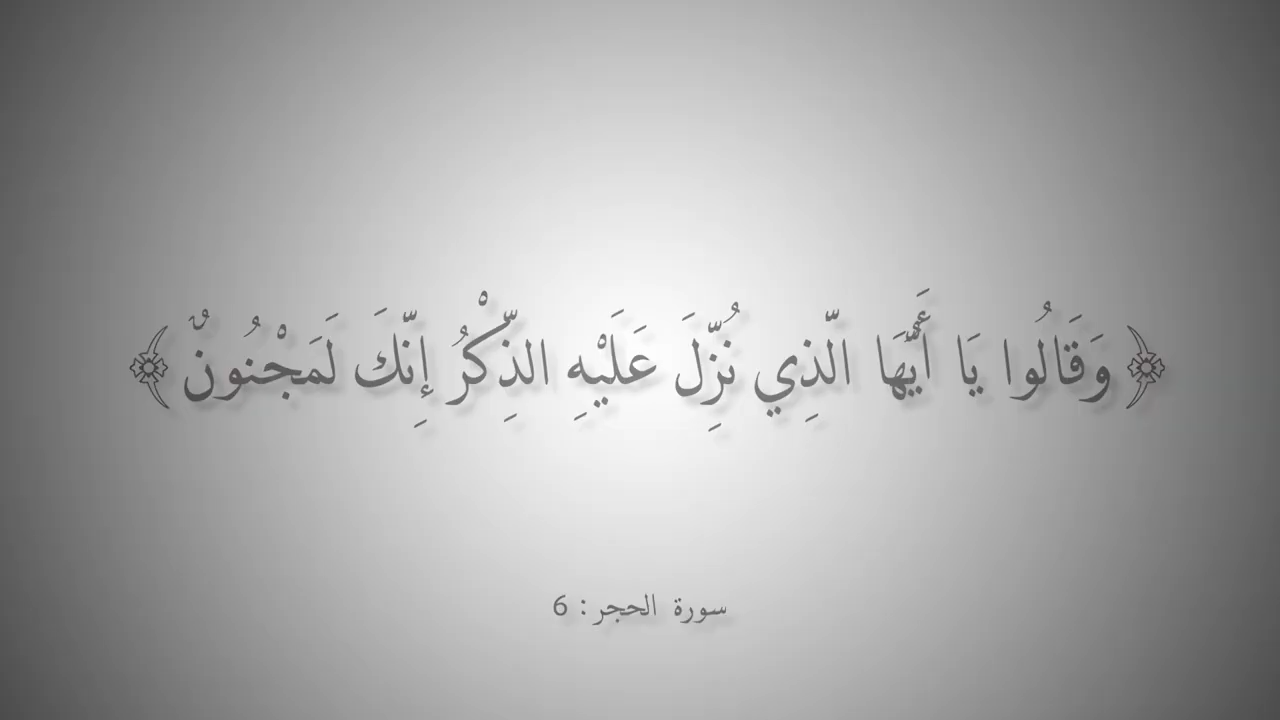 ﴿ وَقَالُوا يَا أَيُّهَا الَّذِي نُزِّلَ عَلَيْهِ الذِّكْرُ إِنَّكَ لَمَجْنُونٌ ﴾
سورة الحجر: 6